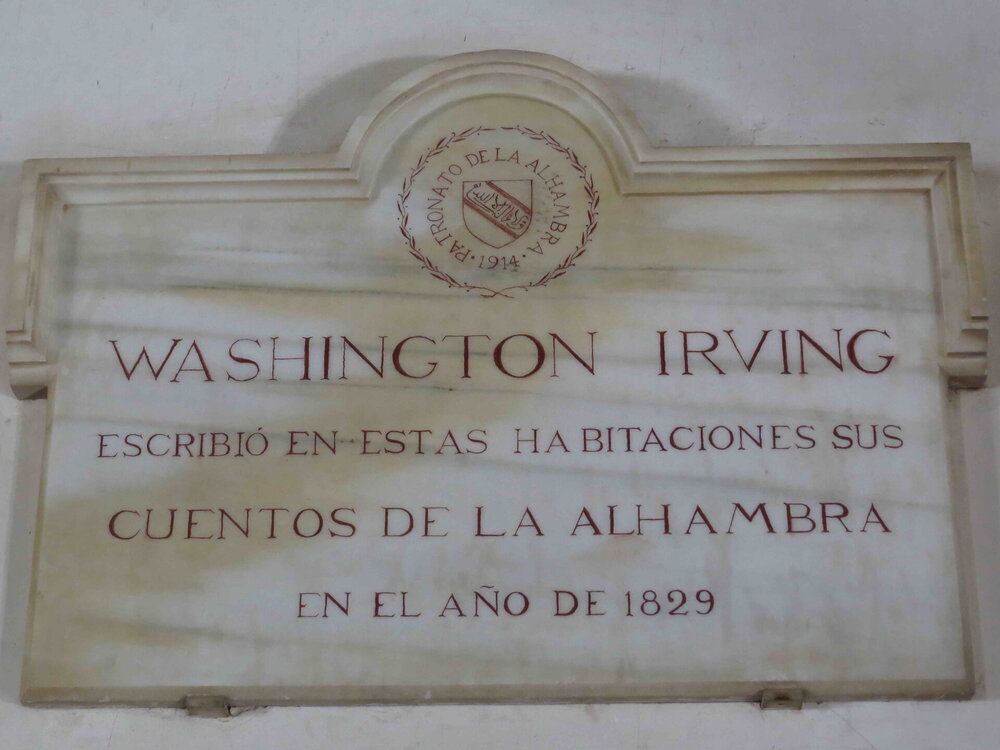 PATRONATO DE LA ALHAMBRA
· 1914 ·
WASHINGTON IRVING
ESCRIBIÓ EN ESTAS HABITACIONES SUS
CUENTOS DE LA ALHAMBRA
EN EL AÑO DE 1829